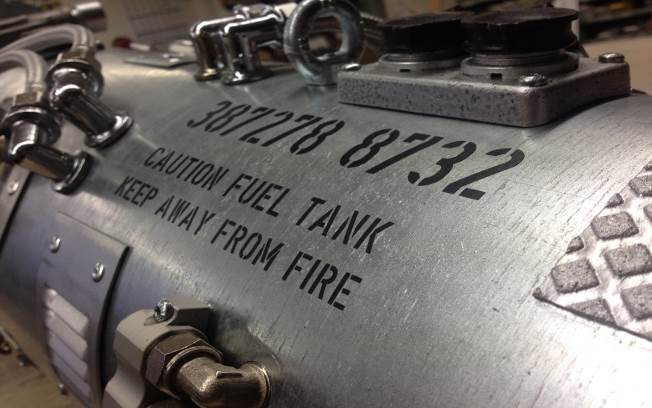 387278 8732
CAUTION FUEL TANK
KEEP AWAY FROM FIRE